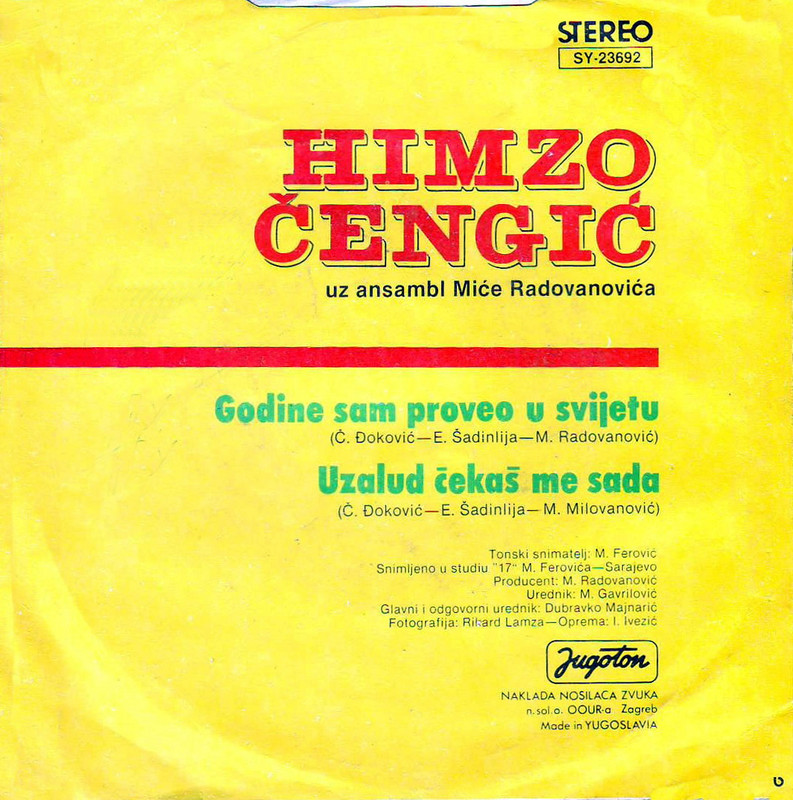 STEREO
SY-23692
HIMZO
ČENGIĆ
uz ansambl Miće Radovanovića
Godine sam proveo u svijetu
(Č. Đoković—E. Šadinlija—M. Radovanović)
Uzalud čekaš me sada
(Č. Đoković—E. Šadinlija—M. Milovanović)
Tonski snimatelj: M. Ferović
Snimljeno u studiu "17" M. Ferovića—Sarajevo
Producent: M. Radovanović
Urednik: M. Gavrilović
Glavni i odgovorni urednik: Dubravko Majnarić
Fotografija: Rikard Lamza—Oprema: I. Ivezić
Jugoton
NAKLADA NOSILACA ZVUKA
n.sol.o. OOUR-a Zagreb
Made in YUGOSLAVIA